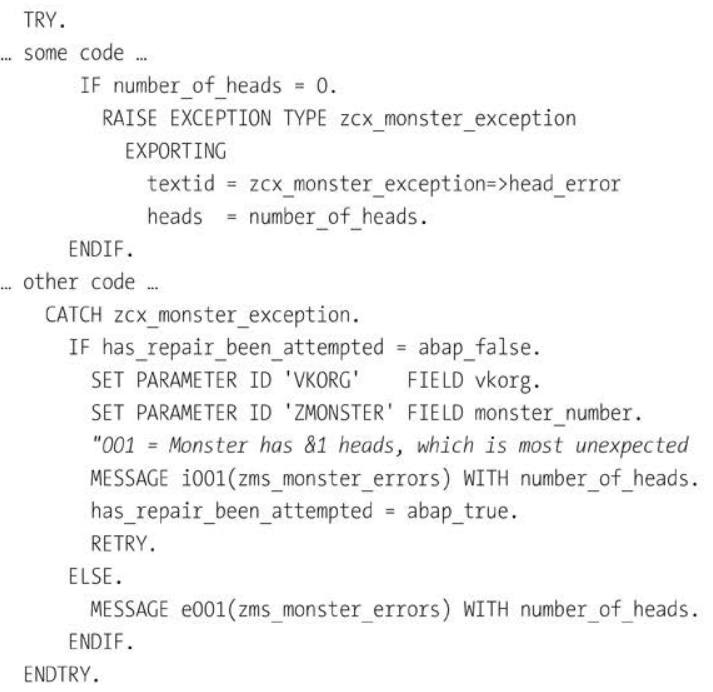 TRY.
… some code …
IF number_of_heads = 0.
RAISE EXCEPTION TYPE zcx_monster_exception
EXPORTING
textid = zcx_monster_exception=>head_error
heads  = number_of_heads.
ENDIF.
… other code …
CATCH zcx_monster_exception.
IF has_repair_been_attempted = abap_false.
SET PARAMETER ID 'VKORG'    FIELD vkorg.
SET PARAMETER ID 'ZMONSTER' FIELD monster_number.
"001 = Monster has &1 heads, which is most unexpected
MESSAGE i001(zms_monster_errors) WITH number_of_heads.
has_repair_been_attempted = abap_true.
RETRY.
ELSE.
MESSAGE e001(zms_monster_errors) WITH number_of_heads.
ENDIF.
ENDTRY.